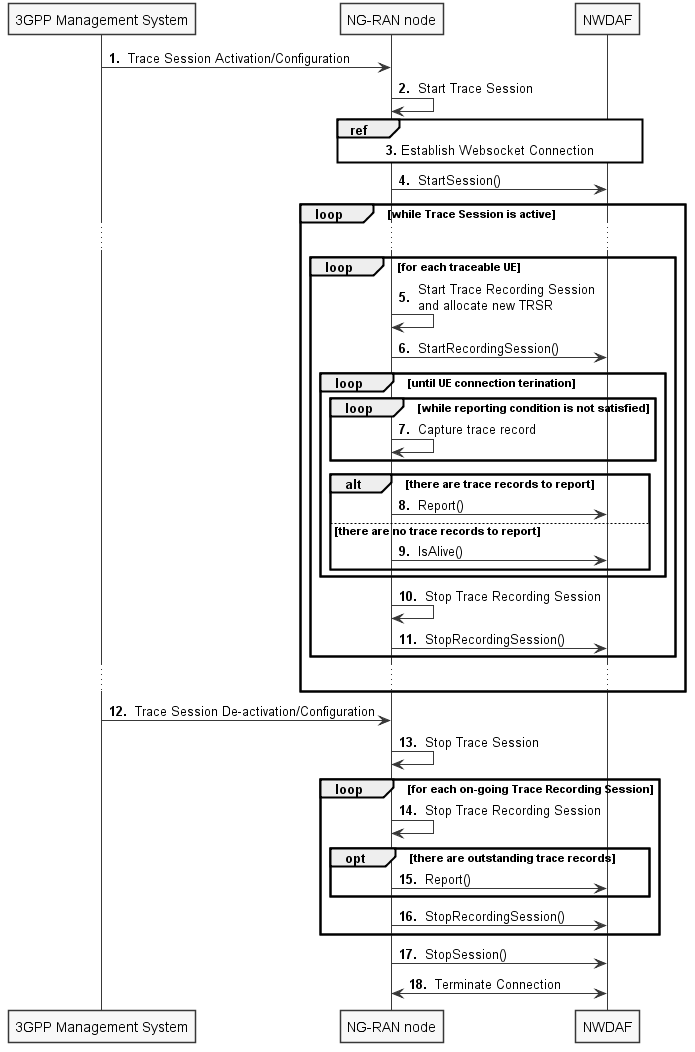 3GPP Management System
NG-RAN node
NWDAF
1. Trace Session Activation/Configuration
2. Start Trace Session
ref
3. Establish Websocket Connection
4. StartSession()
loop [while Trace Session is active]
loop [for each traceable UE]
5. Start Trace Recording Session
and allocate new TRSR
6. StartRecordingSession()
loop [until UE connection terination]
loop [while reporting condition is not satisfied]
7. Capture trace record
alt [there are trace records to report]
8. Report()
[there are no trace records to report]
9. IsAlive()
10. Stop Trace Recording Session
11. StopRecordingSession()
12. Trace Session De-activation/Configuration
13. Stop Trace Session
loop [for each on-going Trace Recording Session]
14. Stop Trace Recording Session
opt [there are outstanding trace records]
15. Report()
16. StopRecordingSession()
17. StopSession()
18. Terminate Connection
3GPP Management System
NG-RAN node
NWDAF